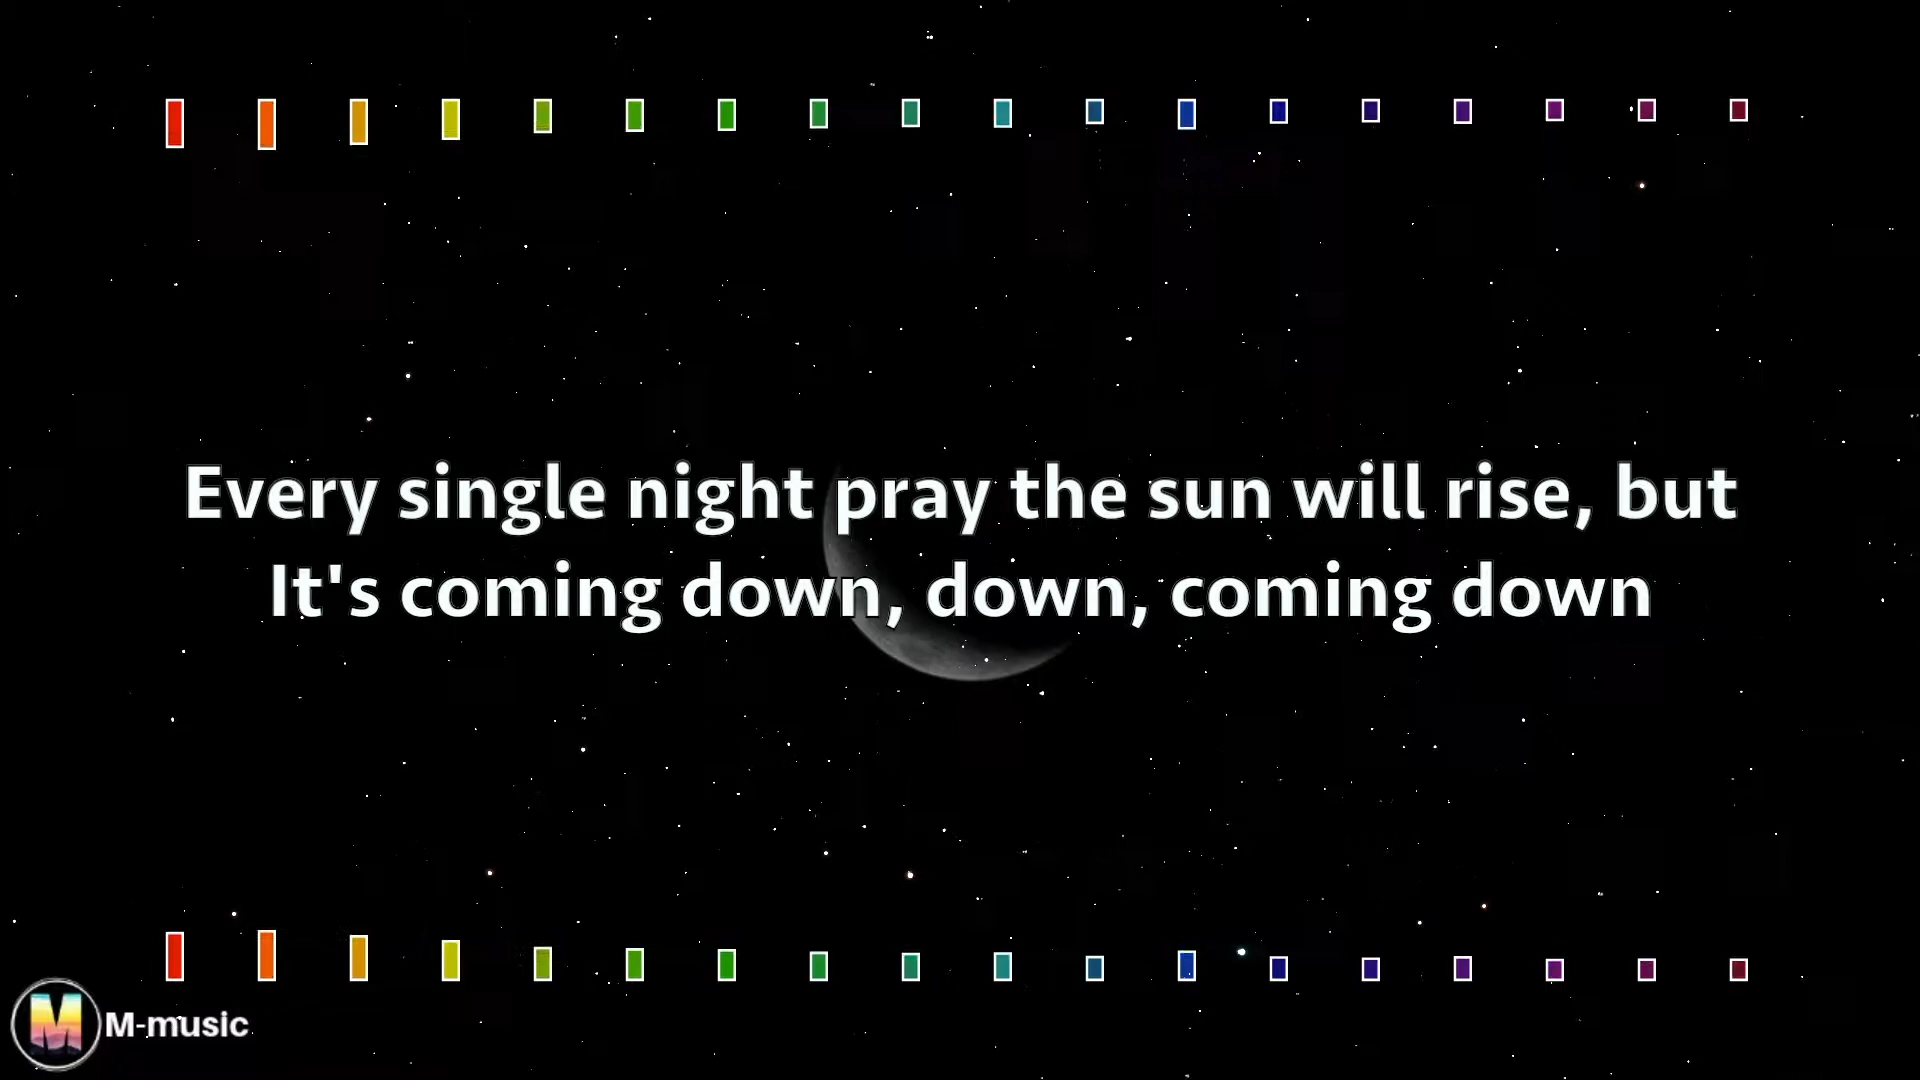 Every single night pray the sun will rise, but
It's coming down, down, coming down
M-music